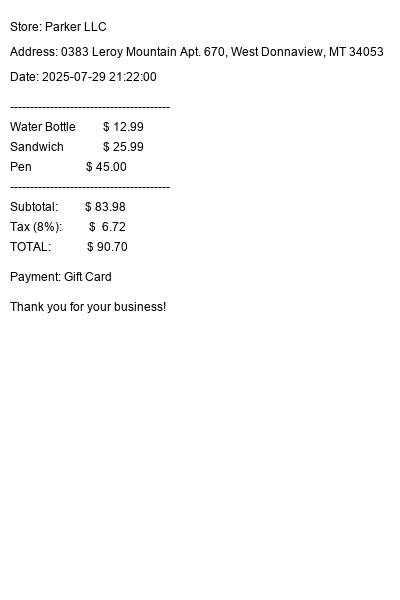 Store: Parker LLC
Address: 0383 Leroy Mountain Apt. 670, West Donnaview, MT 34053
Date: 2025-07-29 21:22:00
----------------------------------------
Water Bottle $ 12.99
Sandwich $ 25.99
Pen $ 45.00
----------------------------------------
Subtotal: $ 83.98
Tax (8%): $ 6.72
TOTAL: $ 90.70
Payment: Gift Card
Thank you for your business!